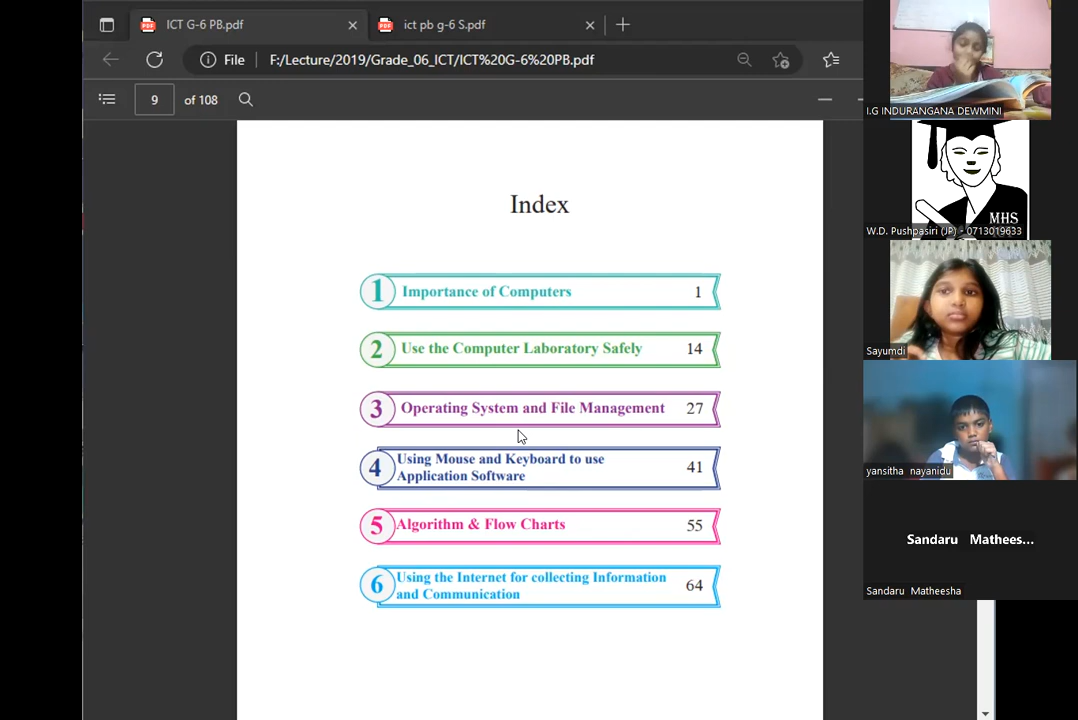 ICT G-6 PB.pdf
ict pb g-6 S.pdf
File
F:/Lecture/2019/Grade_06_ICT/ICT%20G-6%20PB.pdf
9
of 108
Index
1 Importance of Computers 1
2 Use the Computer Laboratory Safely 14
3 Operating System and File Management 27
4 Using Mouse and Keyboard to use
Application Software 41
5 Algorithm & Flow Charts 55
6 Using the Internet for collecting Information
and Communication 64
I.G INDURANGANA DEWMINI
MHS
W.D. Pushpasiri (JP) - 0713019633
Sayumdi
yansitha nayanidu
Sandaru Mathees...
Sandaru Matheesha